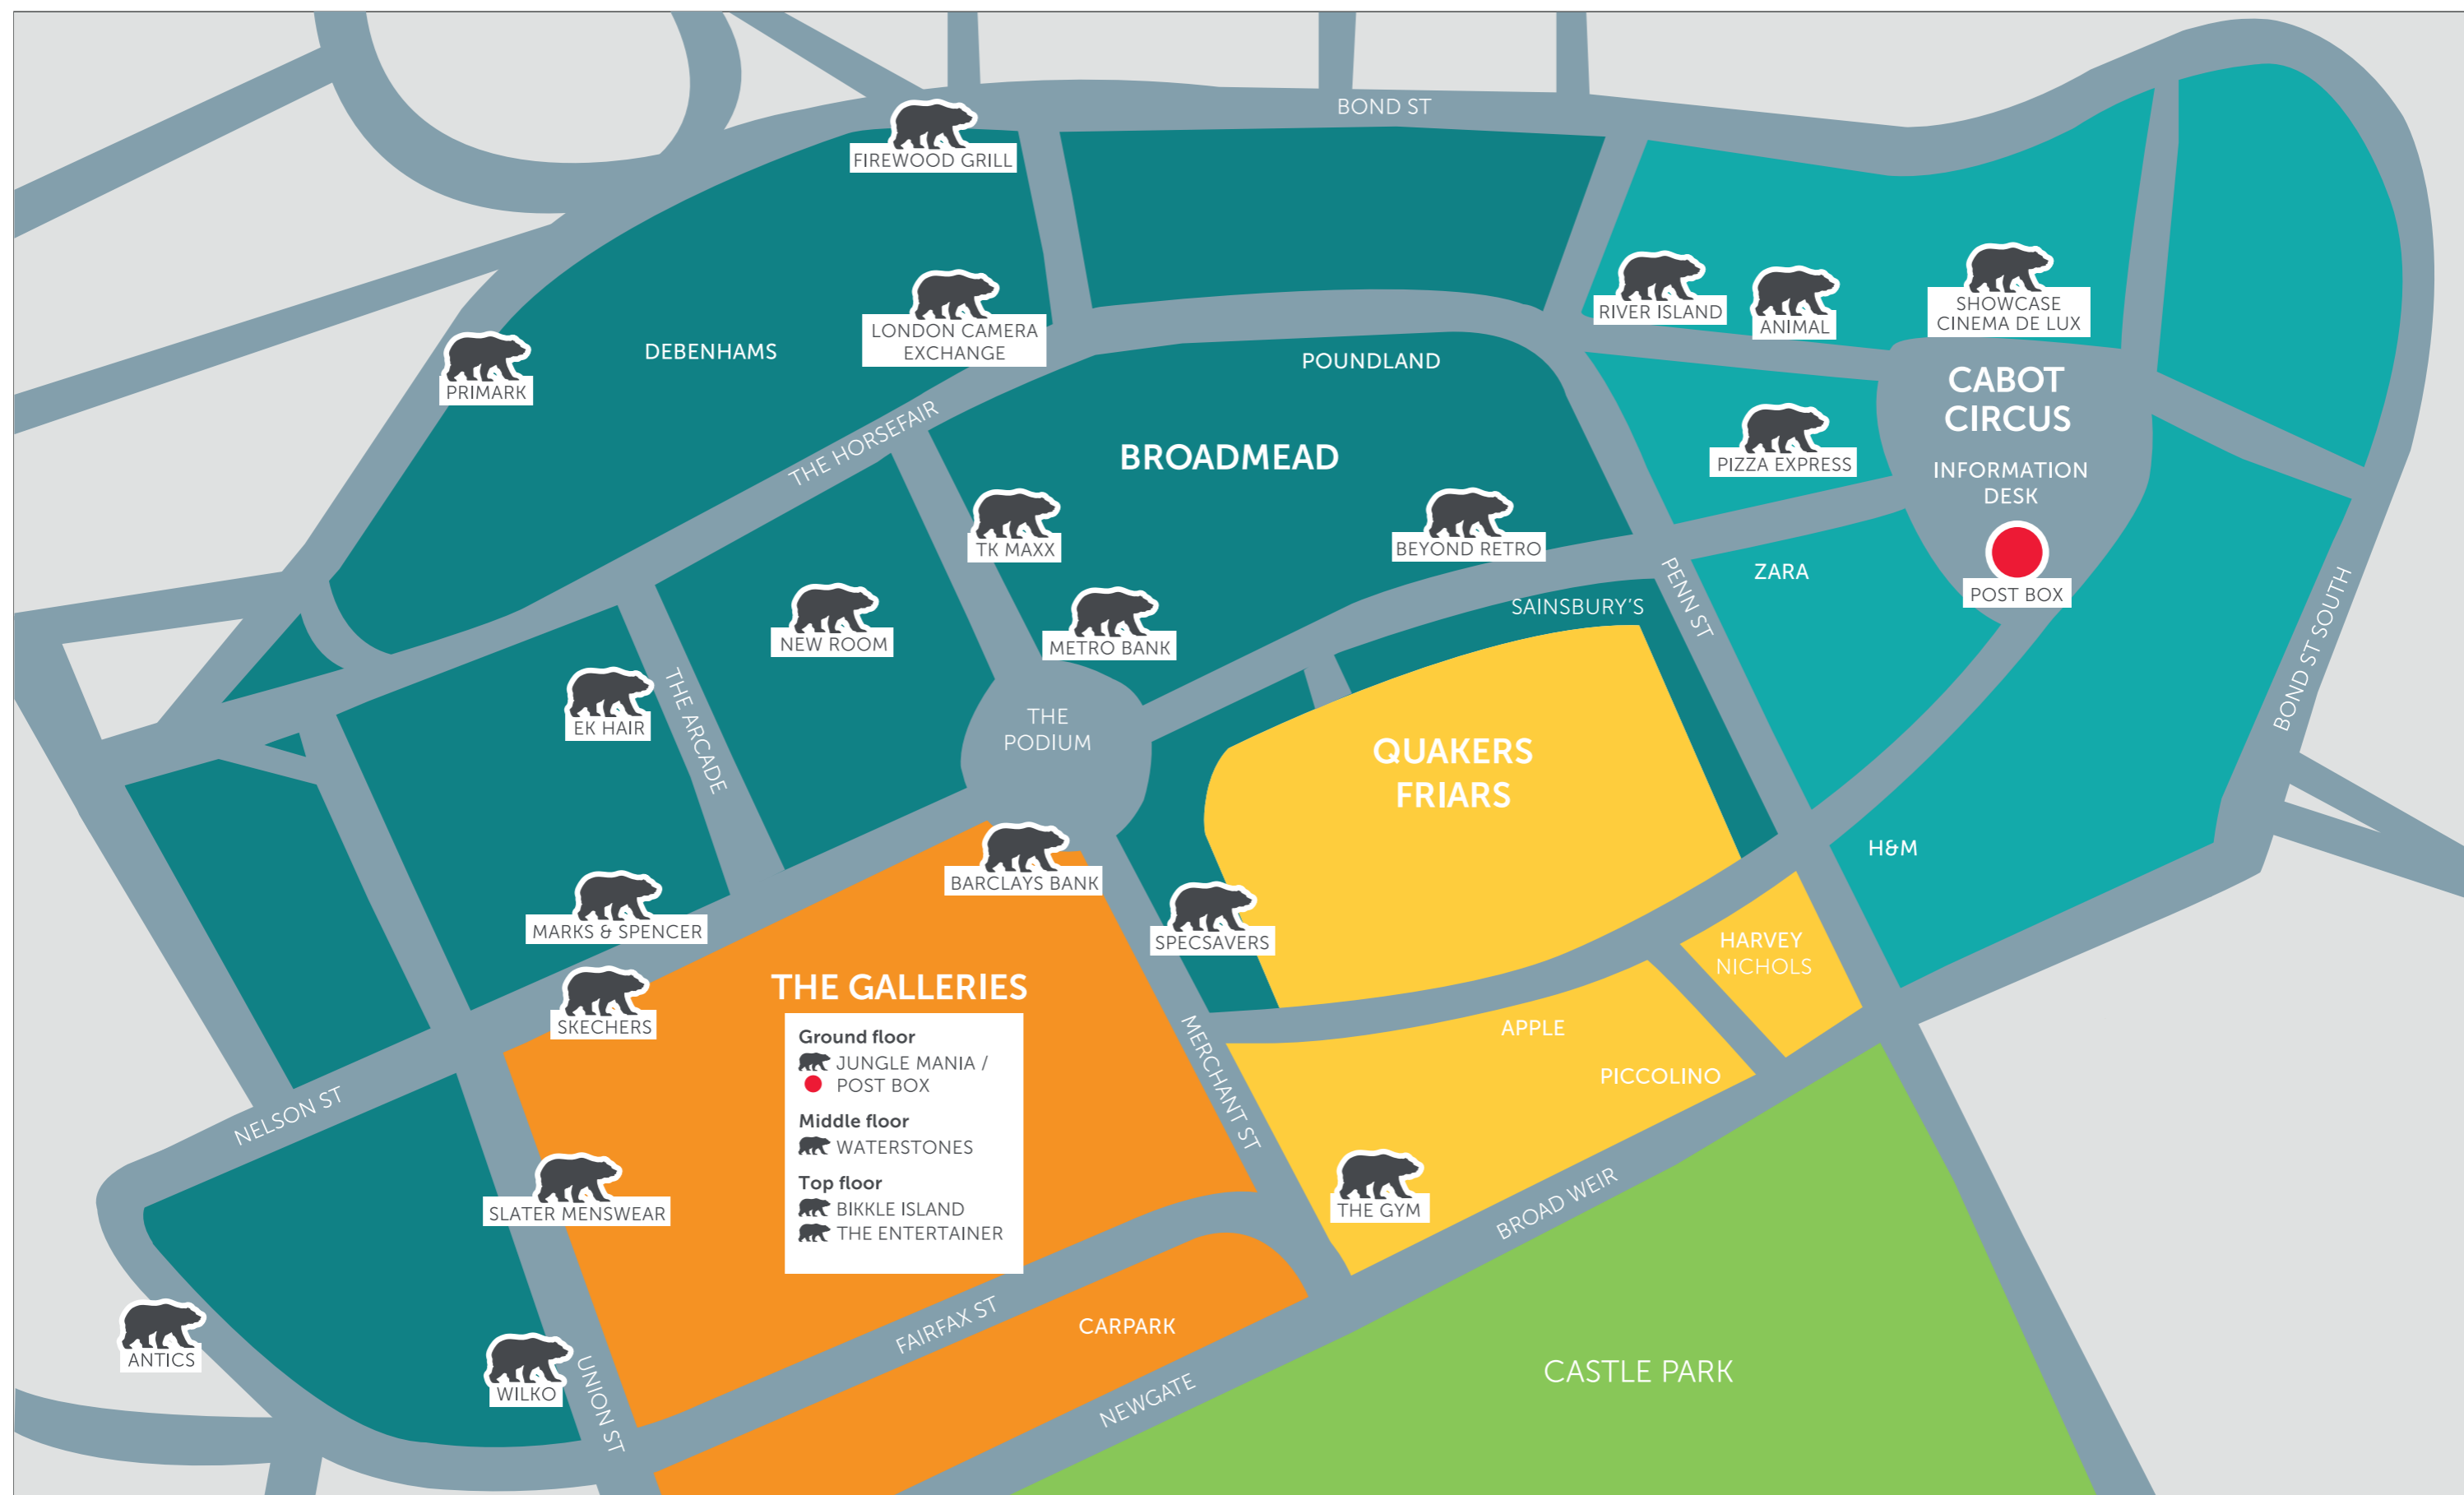 BOND ST
FIREWOOD GRILL
RIVER ISLAND
ANIMAL
SHOWCASE
CINEMA DE LUX
LONDON CAMERA
EXCHANGE
DEBENHAMS
POUNDLAND
PRIMARK
CABOT
CIRCUS
THE HORSEFAIR
BROADMEAD
PIZZA EXPRESS
INFORMATION
DESK
TK MAXX
BEYOND RETRO
ZARA
POST BOX
PENN ST
SAINSBURY'S
NEW ROOM
METRO BANK
BOND ST SOUTH
EK HAIR
THE ARCADE
THE
PODIUM
QUAKERS
FRIARS
H&M
BARCLAYS BANK
MARKS & SPENCER
SPECSAVERS
HARVEY
NICHOLS
THE GALLERIES
SKECHERS
APPLE
Ground floor
JUNGLE MANIA /
POST BOX
Middle floor
WATERSTONES
Top floor
BIKKLE ISLAND
THE ENTERTAINER
MERCHANT ST
PICCOLINO
NELSON ST
SLATER MENSWEAR
THE GYM
BROAD WEIR
FAIRFAX ST
CARPARK
ANTICS
WILKO
UNION ST
NEWGATE
CASTLE PARK